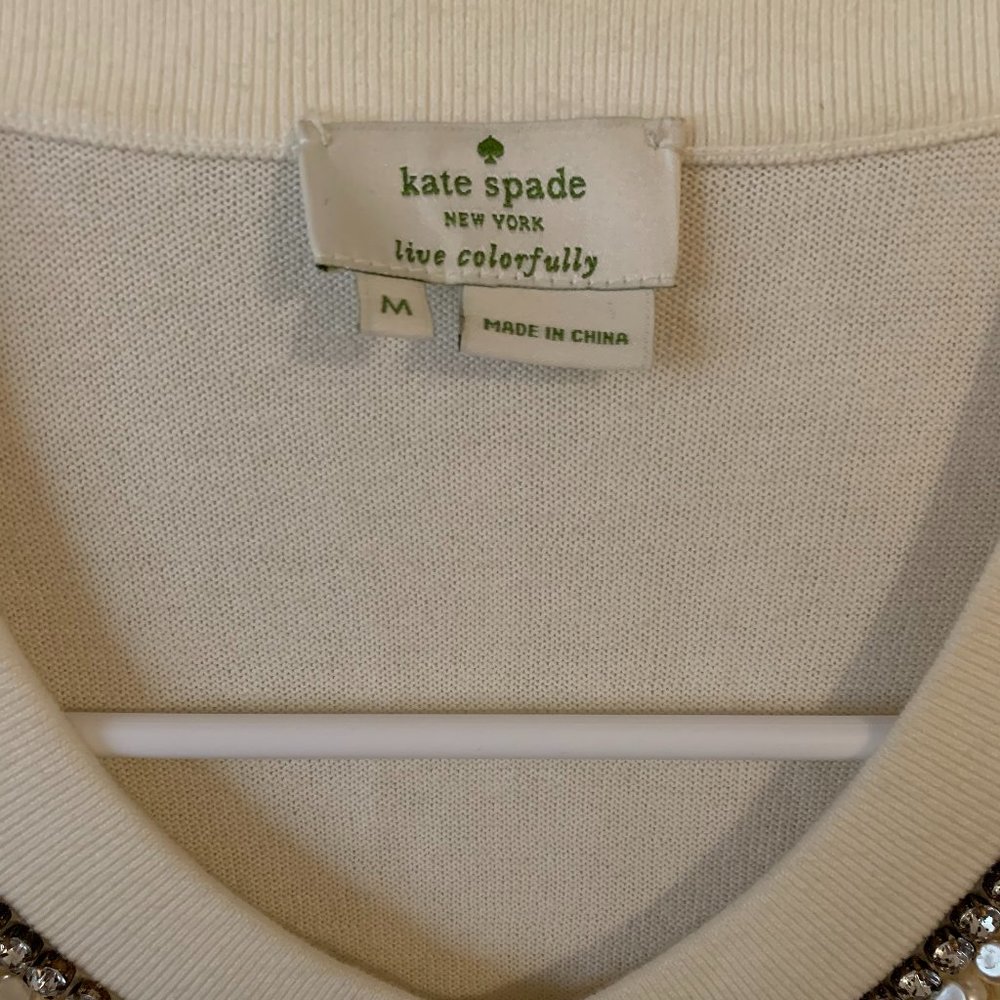 kate spade
NEW YORK
live colorfully
M
MADE IN CHINA